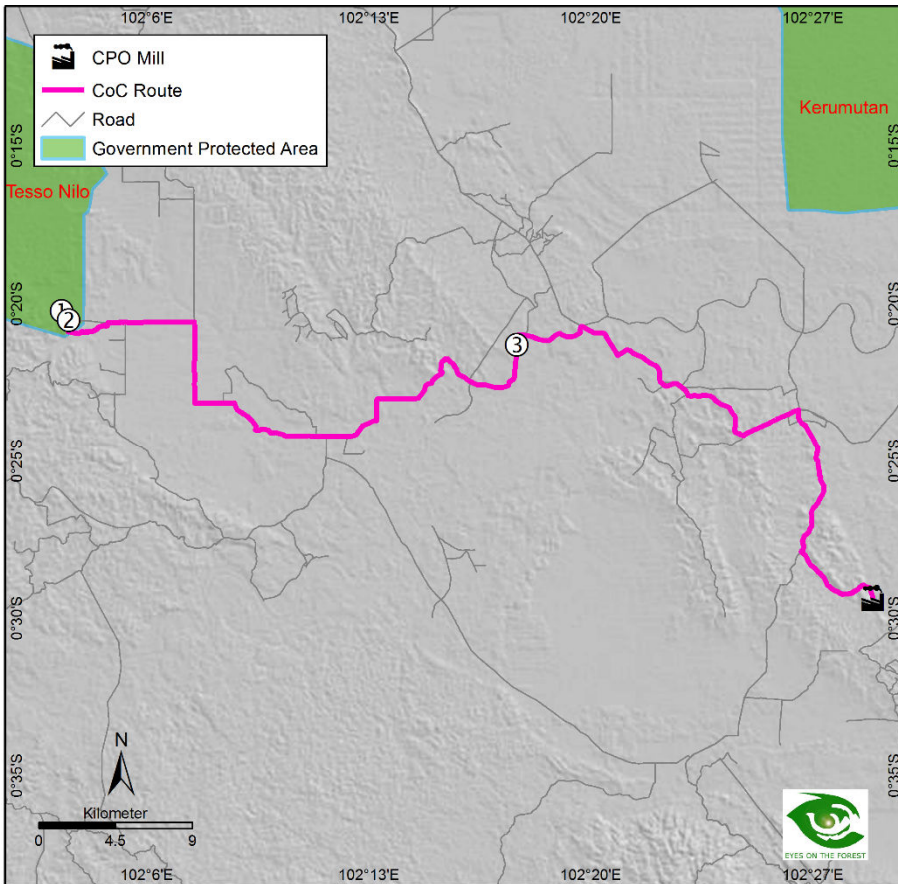 102°6'E 102°13'E 102°20'E 102°27'E
CPO Mill
CoC Route
Road
Government Protected Area
Kerumutan
0°15'S 0°15'S
Tesso Nilo
0°20'S 0°20'S
1
2
3
0°25'S 0°25'S
0°30'S 0°30'S
N
0°35'S 0°35'S
Kilometer
0 4.5 9
EYES ON THE FOREST
102°6'E 102°13'E 102°20'E 102°27'E